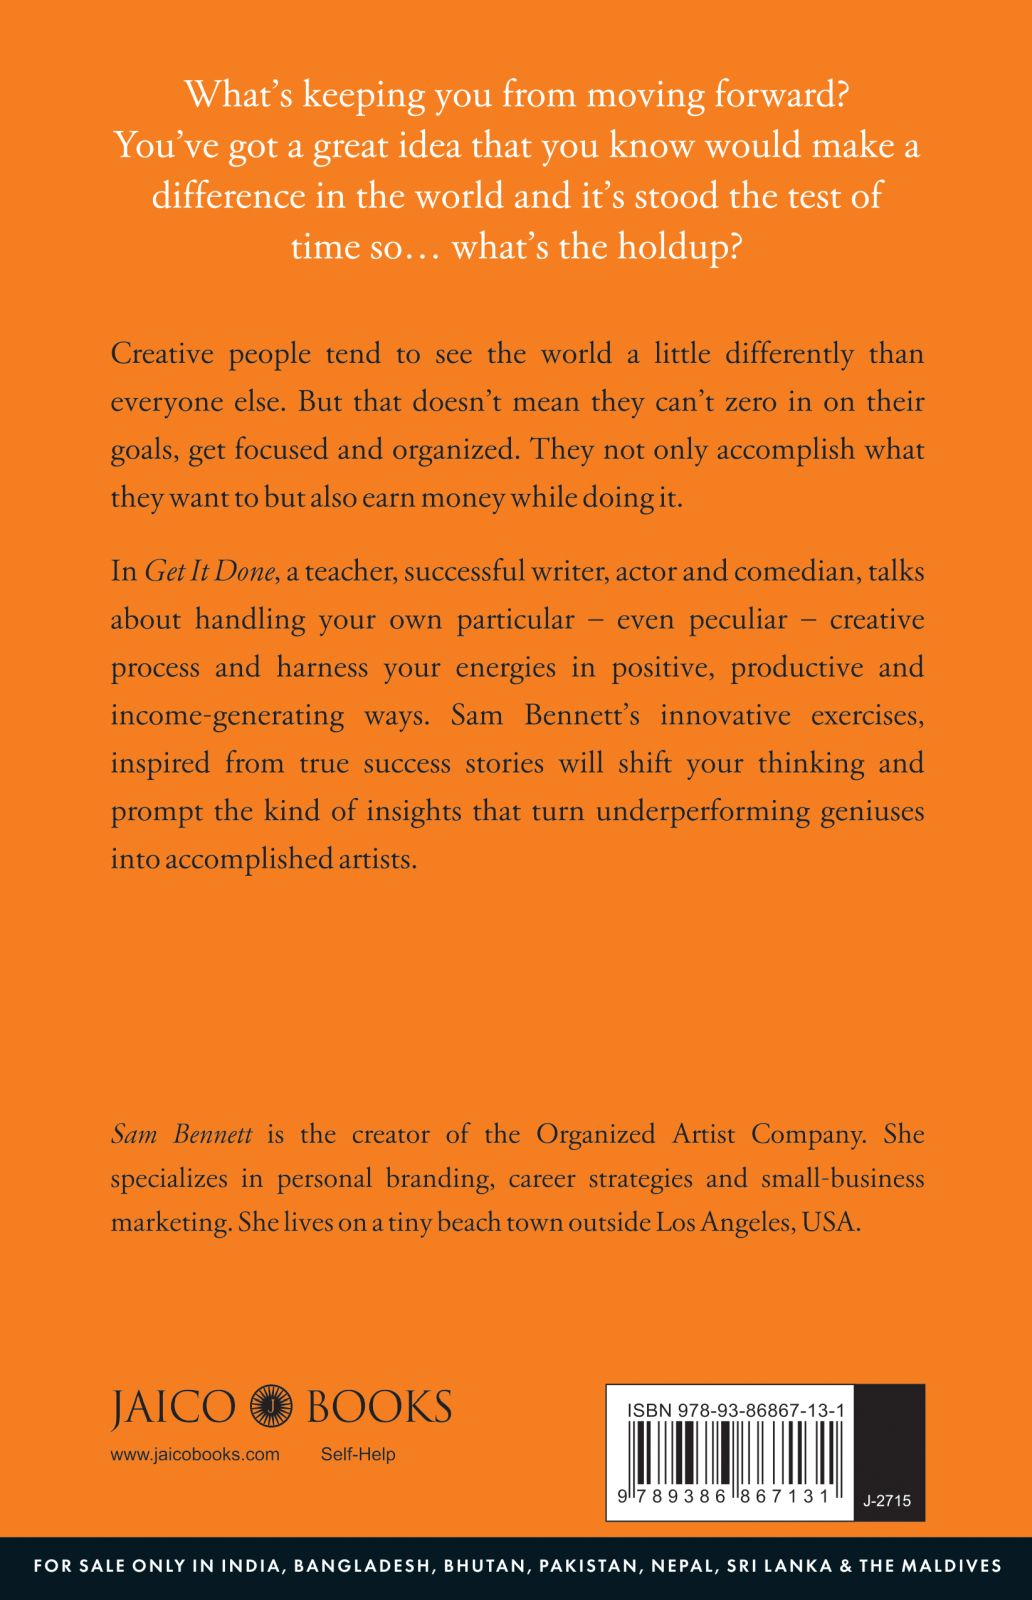 What’s keeping you from moving forward?
You’ve got a great idea that you know would make a
difference in the world and it’s stood the test of
time so… what’s the holdup?
Creative people tend to see the world a little differently than
everyone else. But that doesn’t mean they can’t zero in on their
goals, get focused and organized. They not only accomplish what
they want to but also earn money while doing it.
In Get It Done, a teacher, successful writer, actor and comedian, talks
about handling your own particular – even peculiar – creative
process and harness your energies in positive, productive and
income-generating ways. Sam Bennett’s innovative exercises,
inspired from true success stories will shift your thinking and
prompt the kind of insights that turn underperforming geniuses
into accomplished artists.
Sam Bennett is the creator of the Organized Artist Company. She
specializes in personal branding, career strategies and small-business
marketing. She lives on a tiny beach town outside Los Angeles, USA.
JAICO J BOOKS
www.jaicobooks.com Self-Help
ISBN 978-93-86867-13-1
9 789386 867131
J-2715
FOR SALE ONLY IN INDIA, BANGLADESH, BHUTAN, PAKISTAN, NEPAL, SRI LANKA & THE MALDIVES